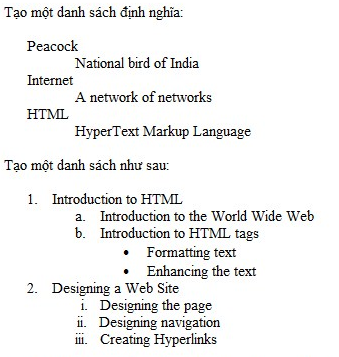 Tạo một danh sách định nghĩa:
Peacock
National bird of India
Internet
A network of networks
HTML
HyperText Markup Language
Tạo một danh sách như sau:
1. Introduction to HTML
a. Introduction to the World Wide Web
b. Introduction to HTML tags
• Formatting text
• Enhancing the text
2. Designing a Web Site
i. Designing the page
ii. Designing navigation
iii. Creating Hyperlinks